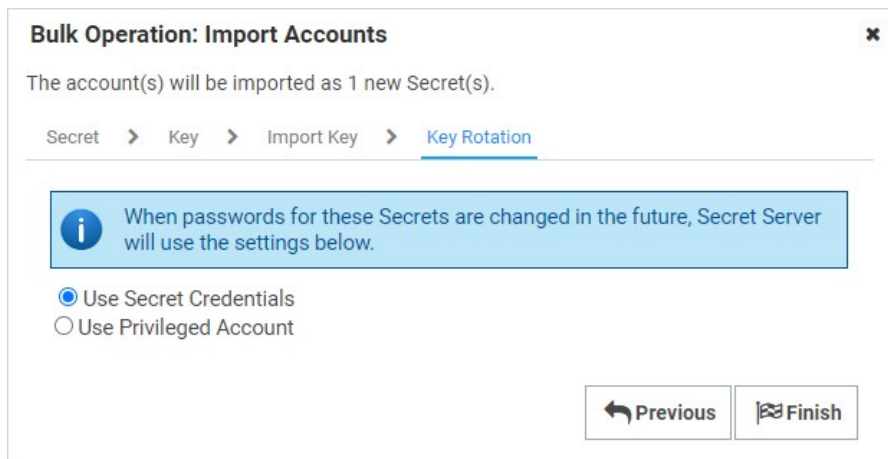 Bulk Operation: Import Accounts
The account(s) will be imported as 1 new Secret(s).
Secret > Key > Import Key > Key Rotation
When passwords for these Secrets are changed in the future, Secret Server
will use the settings below.
Use Secret Credentials
Use Privileged Account
Previous Finish